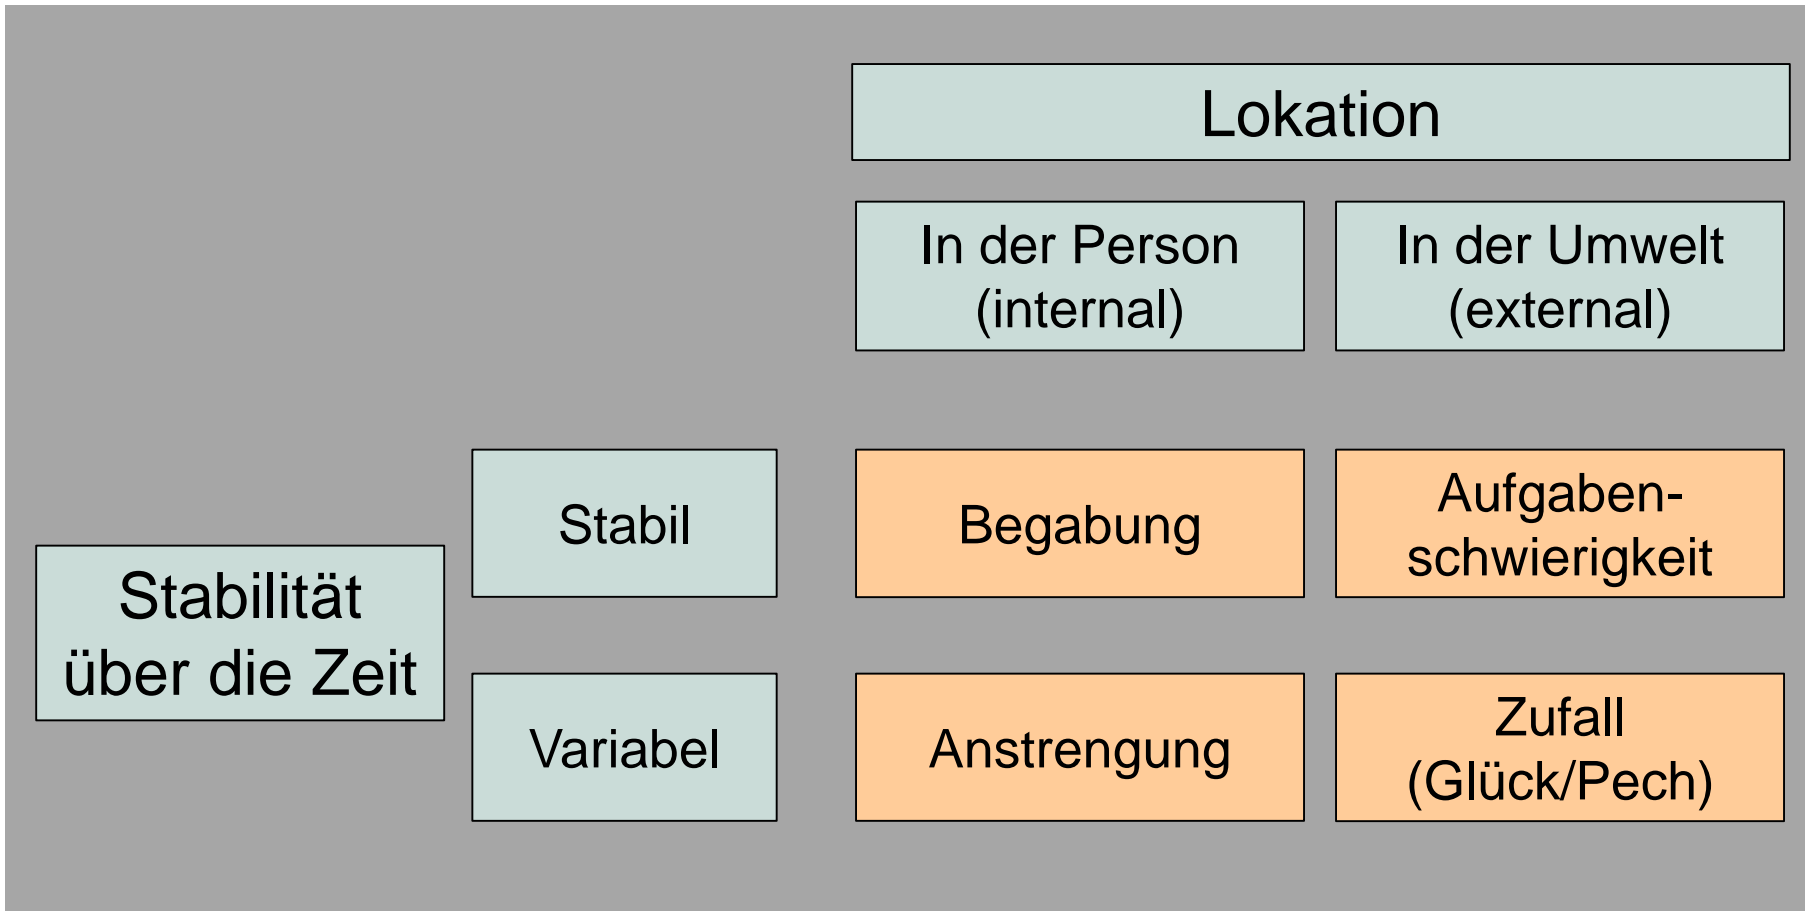 Lokation
In der Person
(internal)
In der Umwelt
(external)
Stabilität
über die Zeit
Stabil
Begabung
Aufgaben-
schwierigkeit
Variabel
Anstrengung
Zufall
(Glück/Pech)